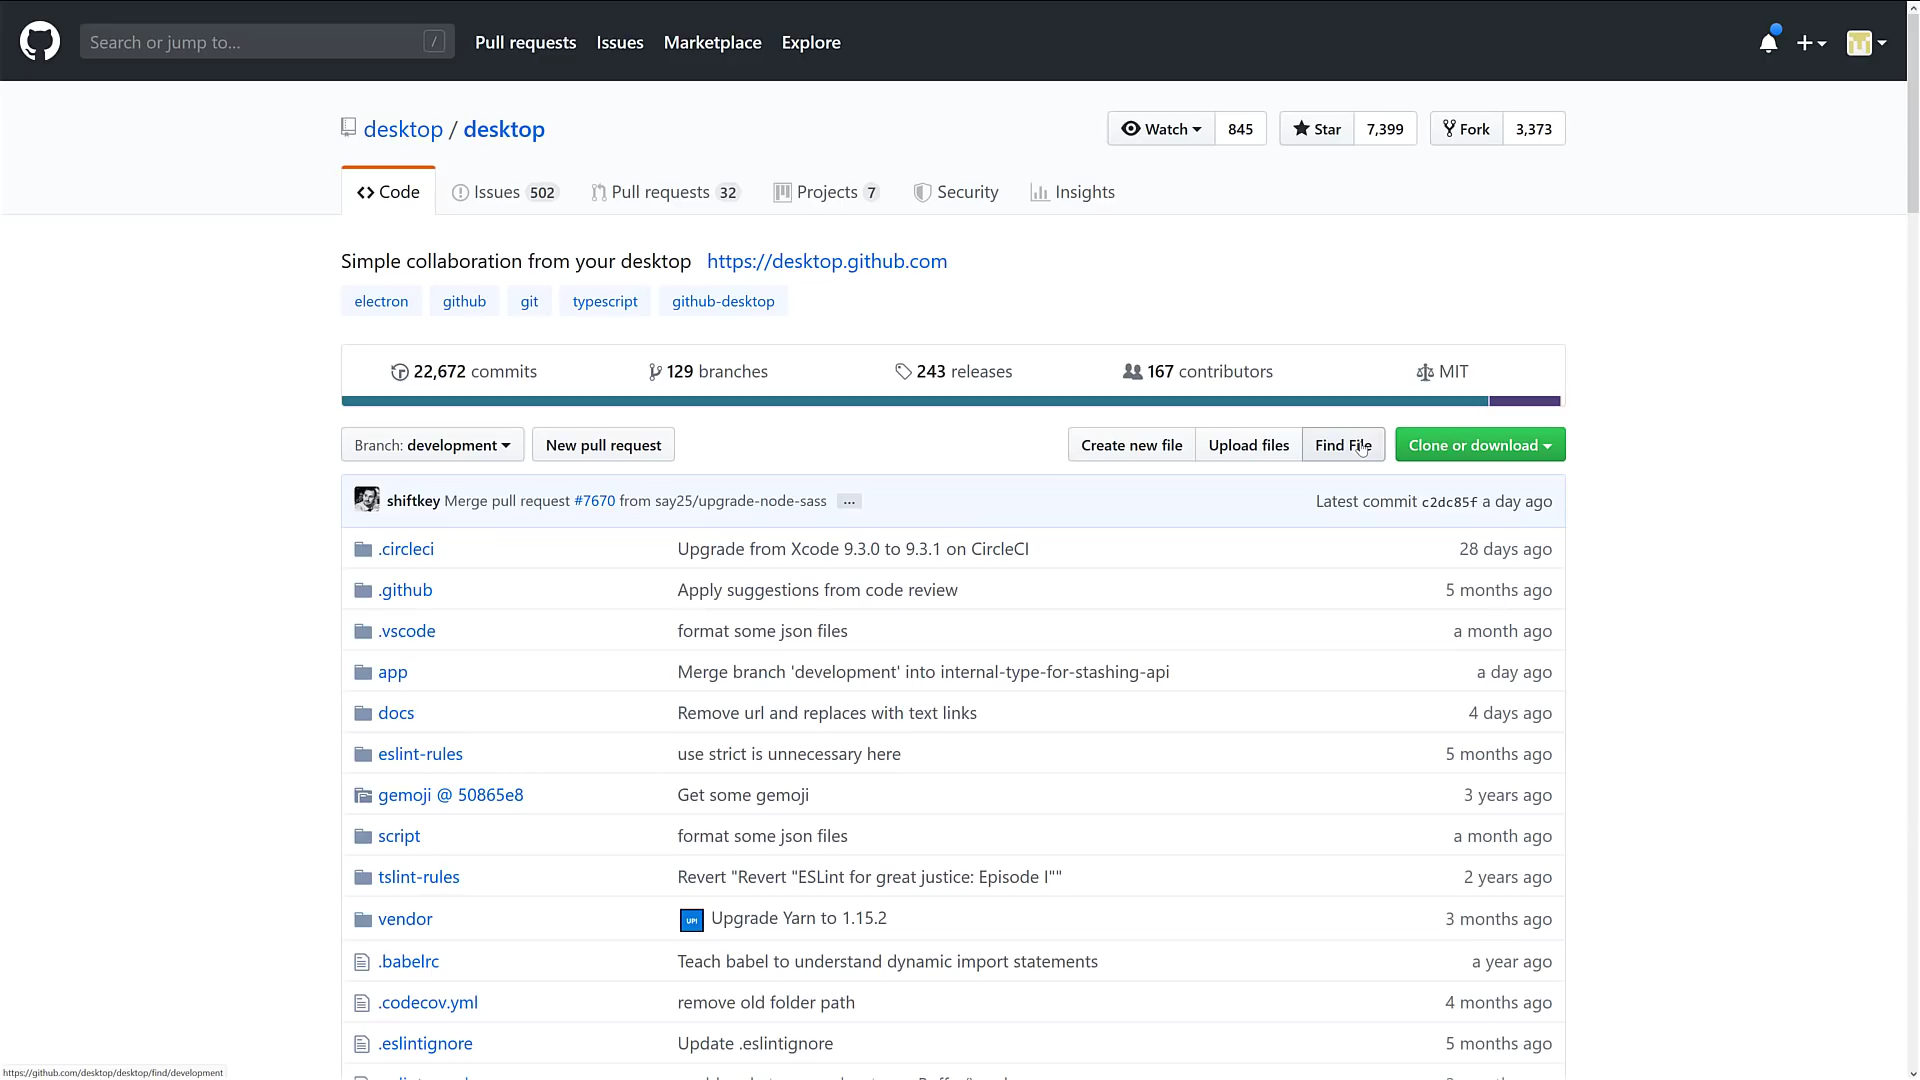 Search or jump to... /
Pull requests Issues Marketplace Explore
desktop / desktop
Watch 845 Star 7,399 Fork 3,373
Code Issues 502 Pull requests 32 Projects 7 Security Insights
Simple collaboration from your desktop https://desktop.github.com
electron github git typescript github-desktop
22,672 commits 129 branches 243 releases 167 contributors MIT
Branch: development New pull request Create new file Upload files Find File Clone or download
shiftkey Merge pull request #7670 from say25/upgrade-node-sass ... Latest commit c2dc85f a day ago
.circleci Upgrade from Xcode 9.3.0 to 9.3.1 on CircleCI 28 days ago
.github Apply suggestions from code review 5 months ago
.vscode format some json files a month ago
app Merge branch 'development' into internal-type-for-stashing-api a day ago
docs Remove url and replaces with text links 4 days ago
eslint-rules use strict is unnecessary here 5 months ago
gemoji @ 50865e8 Get some gemoji 3 years ago
script format some json files a month ago
tslint-rules Revert "Revert "ESLint for great justice: Episode I"" 2 years ago
vendor UP! Upgrade Yarn to 1.15.2 3 months ago
.babelrc Teach babel to understand dynamic import statements a year ago
.codecov.yml remove old folder path 4 months ago
.eslintignore Update .eslintignore 5 months ago
https://github.com/desktop/desktop/find/development